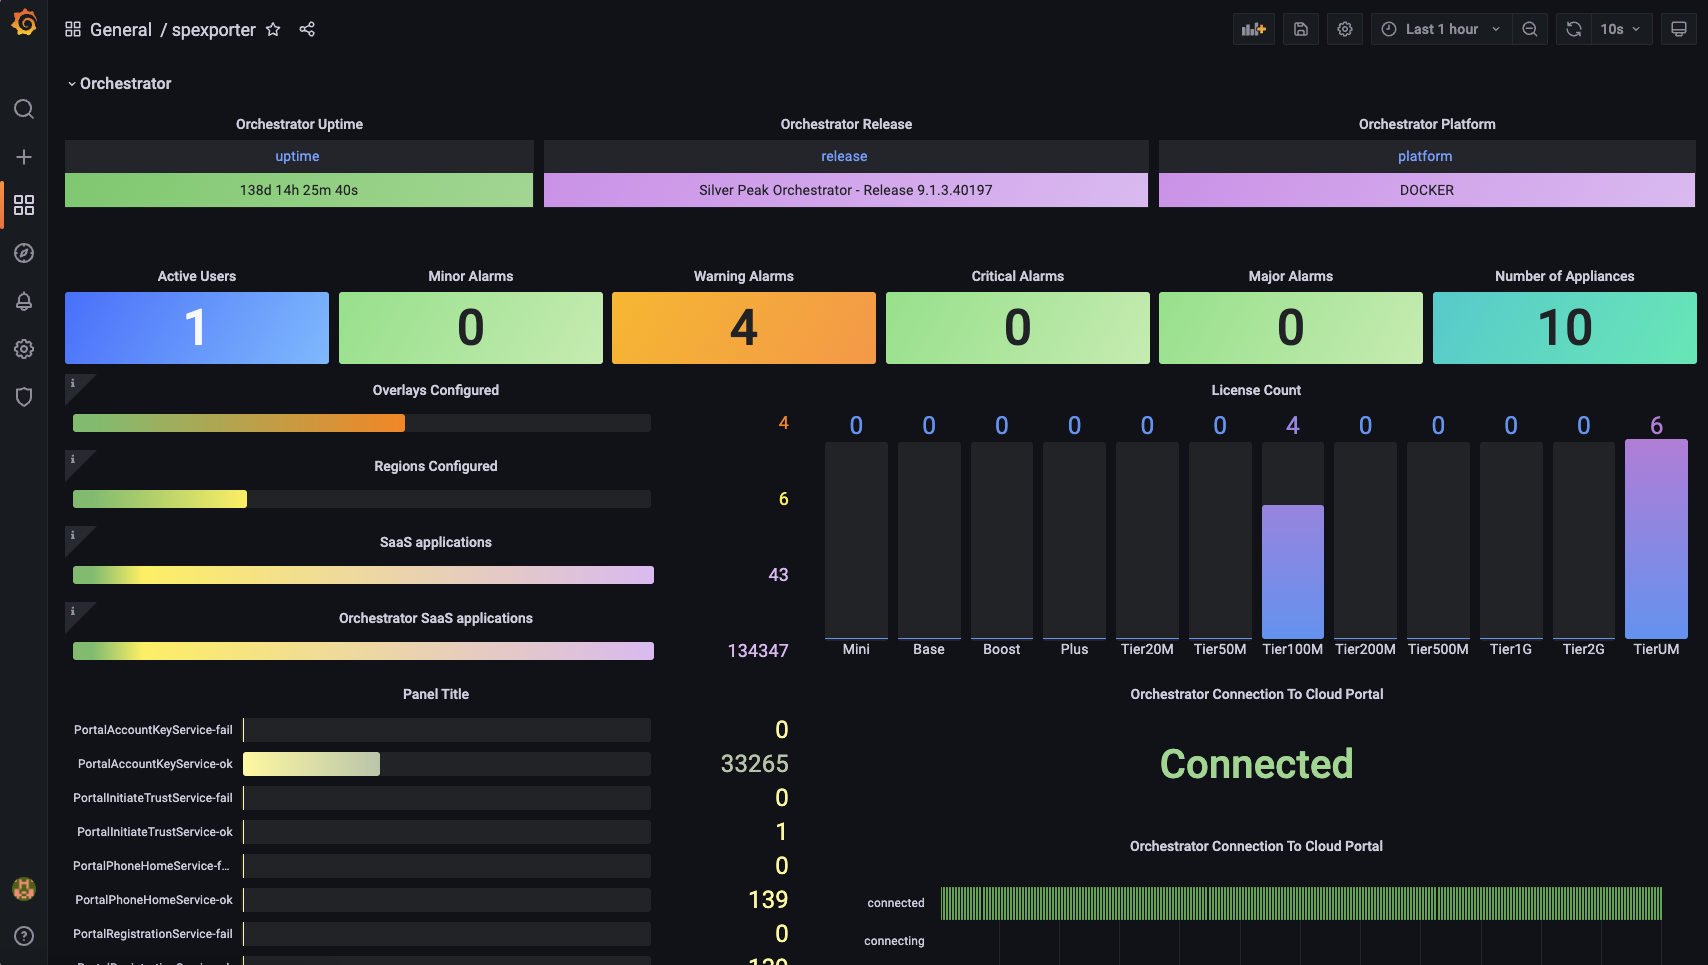 General / spexporter
Last 1 hour
10s
Orchestrator
Orchestrator Uptime
uptime
138d 14h 25m 40s
Orchestrator Release
release
Silver Peak Orchestrator - Release 9.1.3.40197
Orchestrator Platform
platform
DOCKER
Active Users
1
Minor Alarms
0
Warning Alarms
4
Critical Alarms
0
Major Alarms
0
Number of Appliances
10
Overlays Configured
4
Regions Configured
6
SaaS applications
43
Orchestrator SaaS applications
134347
License Count
0 0 0 0 0 0 4 0 0 0 0 6
Mini Base Boost Plus Tier20M Tier50M Tier100M Tier200M Tier500M Tier1G Tier2G TierUM
Panel Title
PortalAccountKeyService-fail 0
PortalAccountKeyService-ok 33265
PortalInitiateTrustService-fail 0
PortalInitiateTrustService-ok 1
PortalPhoneHomeService-f... 0
PortalPhoneHomeService-ok 139
PortalRegistrationService-fail 0
Orchestrator Connection To Cloud Portal
Connected
Orchestrator Connection To Cloud Portal
connected
connecting